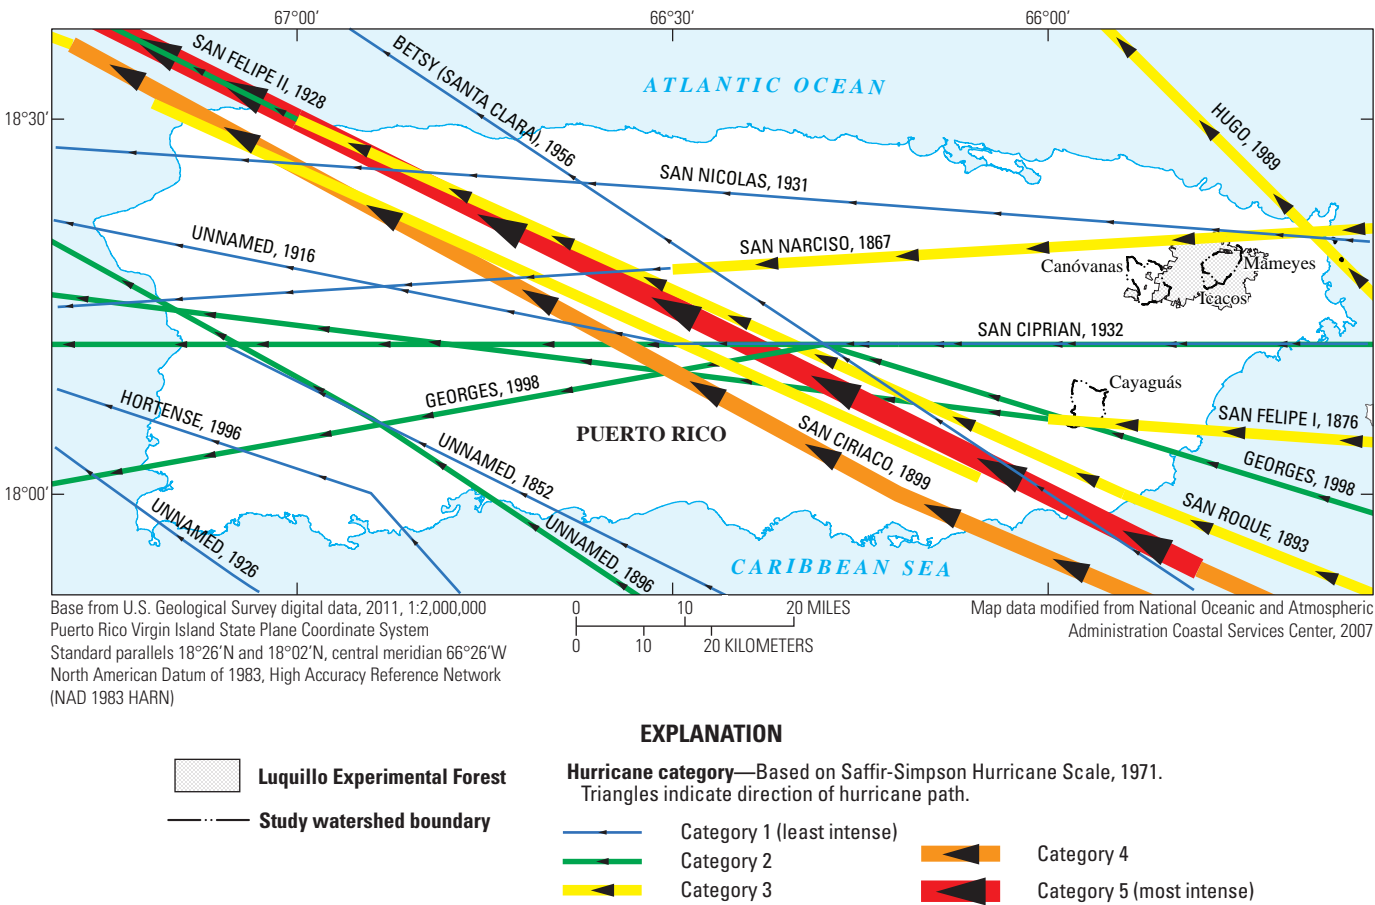 67°00′
66°30′
66°00′
18°30′
18°00′
SAN FELIPE II, 1928
BETSY (SANTA CLARA), 1956
ATLANTIC OCEAN
HUGO, 1989
SAN NICOLAS, 1931
UNNAMED, 1916
SAN NARCISO, 1867
Canóvanas
Mameyes
Icacos
SAN CIPRIAN, 1932
Cayaguás
GEORGES, 1998
HORTENSE, 1996
PUERTO RICO
SAN CIRIACO, 1899
SAN FELIPE I, 1876
GEORGES, 1998
UNNAMED, 1852
UNNAMED, 1926
UNNAMED, 1896
SAN ROQUE, 1893
CARIBBEAN SEA
Base from U.S. Geological Survey digital data, 2011, 1:2,000,000
Puerto Rico Virgin Island State Plane Coordinate System
Standard parallels 18°26′N and 18°02′N, central meridian 66°26′W
North American Datum of 1983, High Accuracy Reference Network
(NAD 1983 HARN)
0 10 20 MILES
0 10 20 KILOMETERS
Map data modified from National Oceanic and Atmospheric
Administration Coastal Services Center, 2007
EXPLANATION
Luquillo Experimental Forest
Study watershed boundary
Hurricane category—Based on Saffir-Simpson Hurricane Scale, 1971.
Triangles indicate direction of hurricane path.
Category 1 (least intense)
Category 2
Category 3
Category 4
Category 5 (most intense)